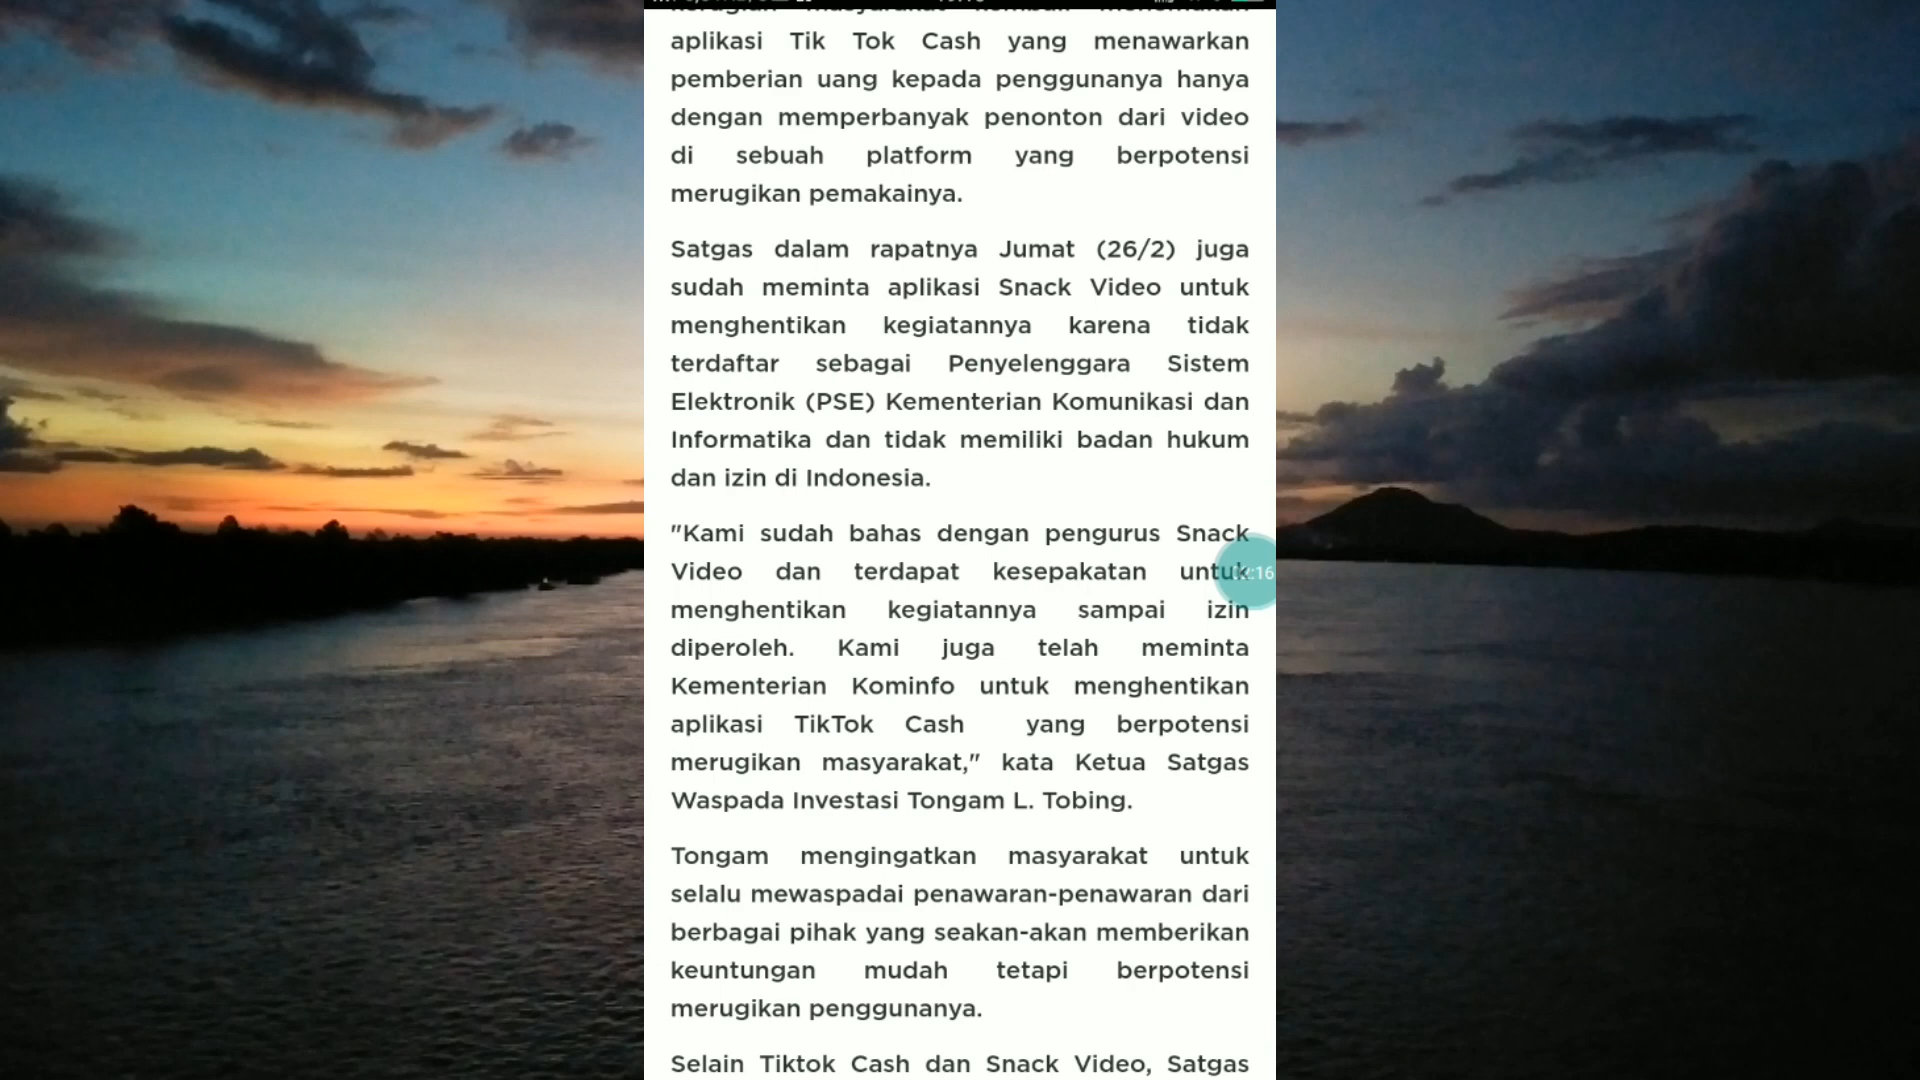 aplikasi Tik Tok Cash yang menawarkan
pemberian uang kepada penggunanya hanya
dengan memperbanyak penonton dari video
di sebuah platform yang berpotensi
merugikan pemakainya.
Satgas dalam rapatnya Jumat (26/2) juga
sudah meminta aplikasi Snack Video untuk
menghentikan kegiatannya karena tidak
terdaftar sebagai Penyelenggara Sistem
Elektronik (PSE) Kementerian Komunikasi dan
Informatika dan tidak memiliki badan hukum
dan izin di Indonesia.
"Kami sudah bahas dengan pengurus Snack
Video dan terdapat kesepakatan untuk
menghentikan kegiatannya sampai izin
diperoleh. Kami juga telah meminta
Kementerian Kominfo untuk menghentikan
aplikasi TikTok Cash yang berpotensi
merugikan masyarakat," kata Ketua Satgas
Waspada Investasi Tongam L. Tobing.
Tongam mengingatkan masyarakat untuk
selalu mewaspadai penawaran-penawaran dari
berbagai pihak yang seakan-akan memberikan
keuntungan mudah tetapi berpotensi
merugikan penggunanya.
Selain Tiktok Cash dan Snack Video, Satgas